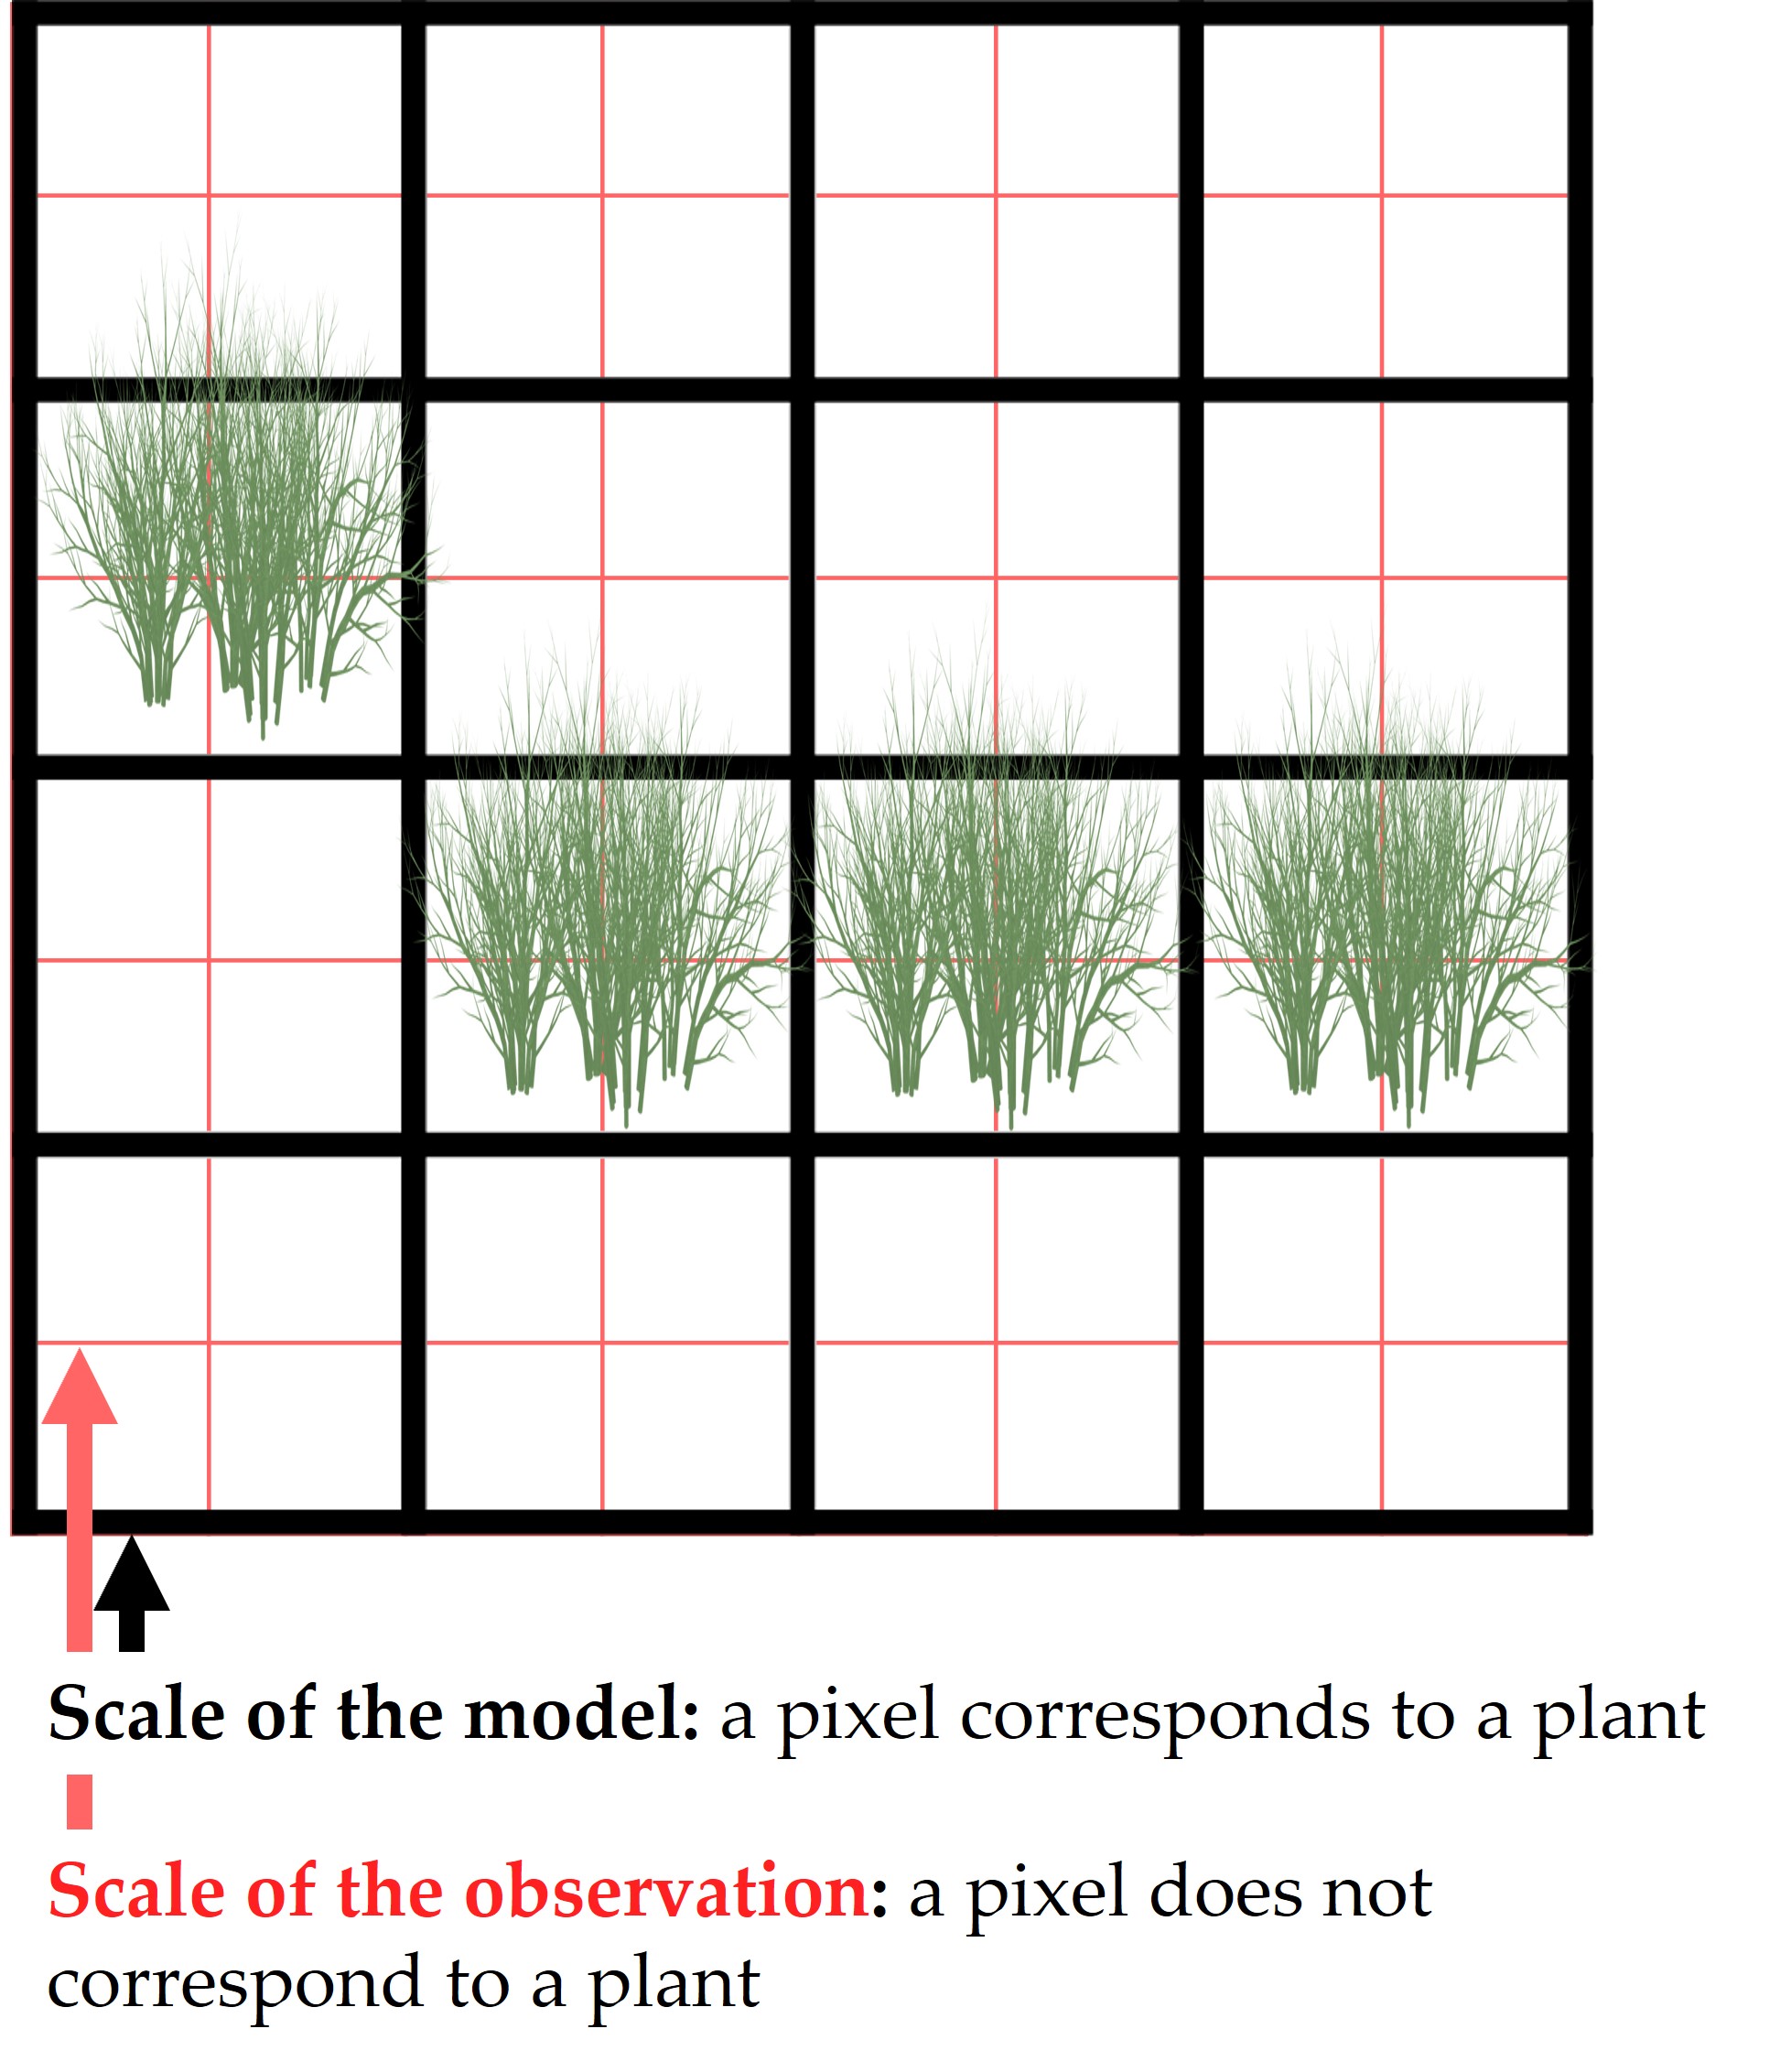 Scale of the model: a pixel corresponds to a plant
Scale of the observation: a pixel does not
correspond to a plant